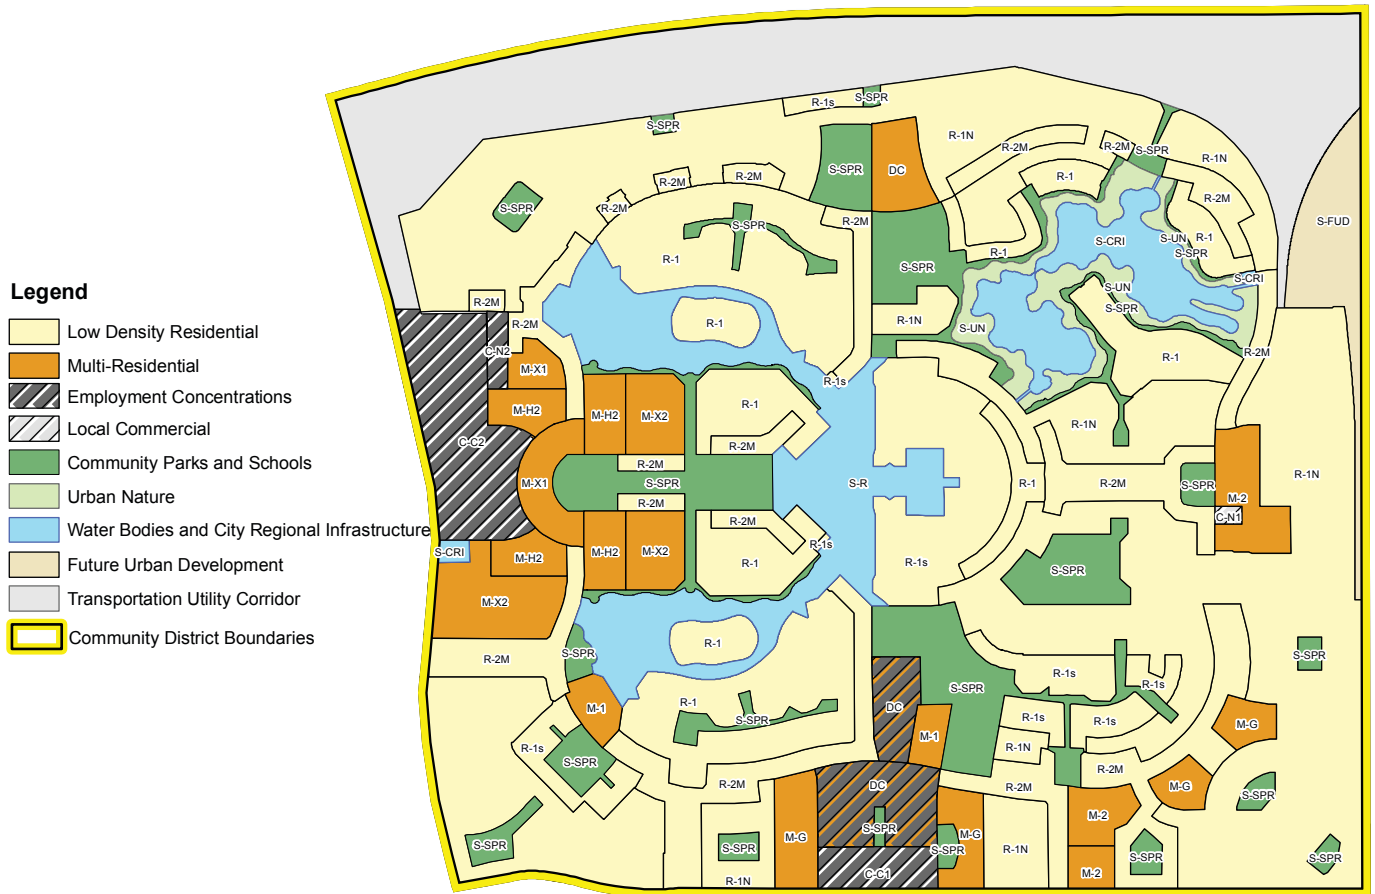 Legend
Low Density Residential
Multi-Residential
Employment Concentrations
Local Commercial
Community Parks and Schools
Urban Nature
Water Bodies and City Regional Infrastructure
Future Urban Development
Transportation Utility Corridor
Community District Boundaries
R-1s
S-SPR
S-SPR
R-1N
R-2M
R-2M
S-SPR
R-1N
S-SPR
DC
R-2M
R-2M
R-1
R-2M
S-SPR
R-2M
S-SPR
R-2M
S-FUD
R-1
S-CRI
S-UN
R-1
S-SPR
R-1
S-SPR
S-CRI
S-UN
S-SPR
R-2M
R-2M
R-1
R-1N
S-UN
C-N2
R-2M
R-1
M-X1
R-1s
M-H2
M-H2
M-X2
R-1
R-1N
C-C2
R-2M
R-2M
S-SPR
M-X1
S-R
R-1
R-2M
S-SPR
M-2
R-1N
R-2M
R-2M
C-N1
S-CRI
M-H2
M-H2
M-X2
R-1s
R-1
R-1s
S-SPR
M-X2
R-1
S-SPR
R-2M
S-SPR
R-1s
R-1s
S-SPR
R-1
M-1
S-SPR
DC
R-1s
R-1s
M-G
M-1
R-1s
S-SPR
R-1N
R-2M
R-2M
DC
R-2M
M-G
S-SPR
M-2
S-SPR
M-G
M-G
S-SPR
S-SPR
S-SPR
R-1N
S-SPR
S-SPR
C-C1
M-2
R-1N